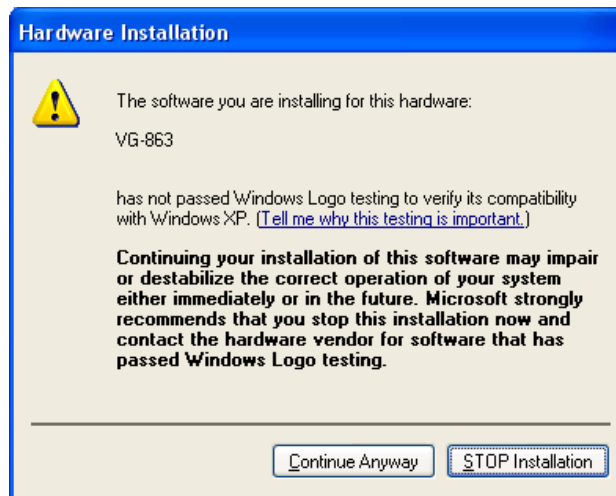 Hardware Installation
The software you are installing for this hardware:
VG-863
has not passed Windows Logo testing to verify its compatibility
with Windows XP. (Tell me why this testing is important.)
Continuing your installation of this software may impair
or destabilize the correct operation of your system
either immediately or in the future. Microsoft strongly
recommends that you stop this installation now and
contact the hardware vendor for software that has
passed Windows Logo testing.
Continue Anyway
STOP Installation